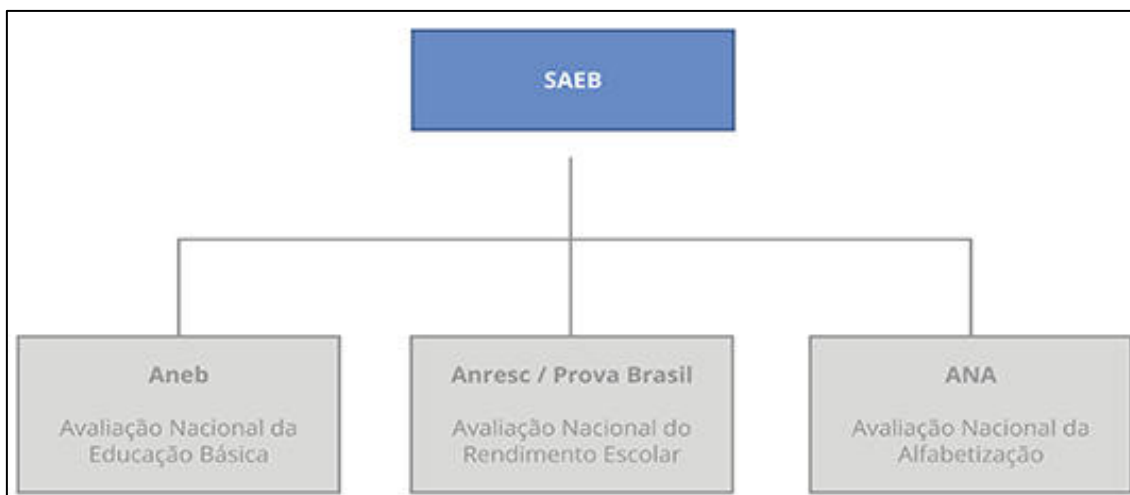 SAEB
Aneb
Avaliação Nacional da
Educação Básica
Anresc / Prova Brasil
Avaliação Nacional do
Rendimento Escolar
ANA
Avaliação Nacional da
Alfabetização